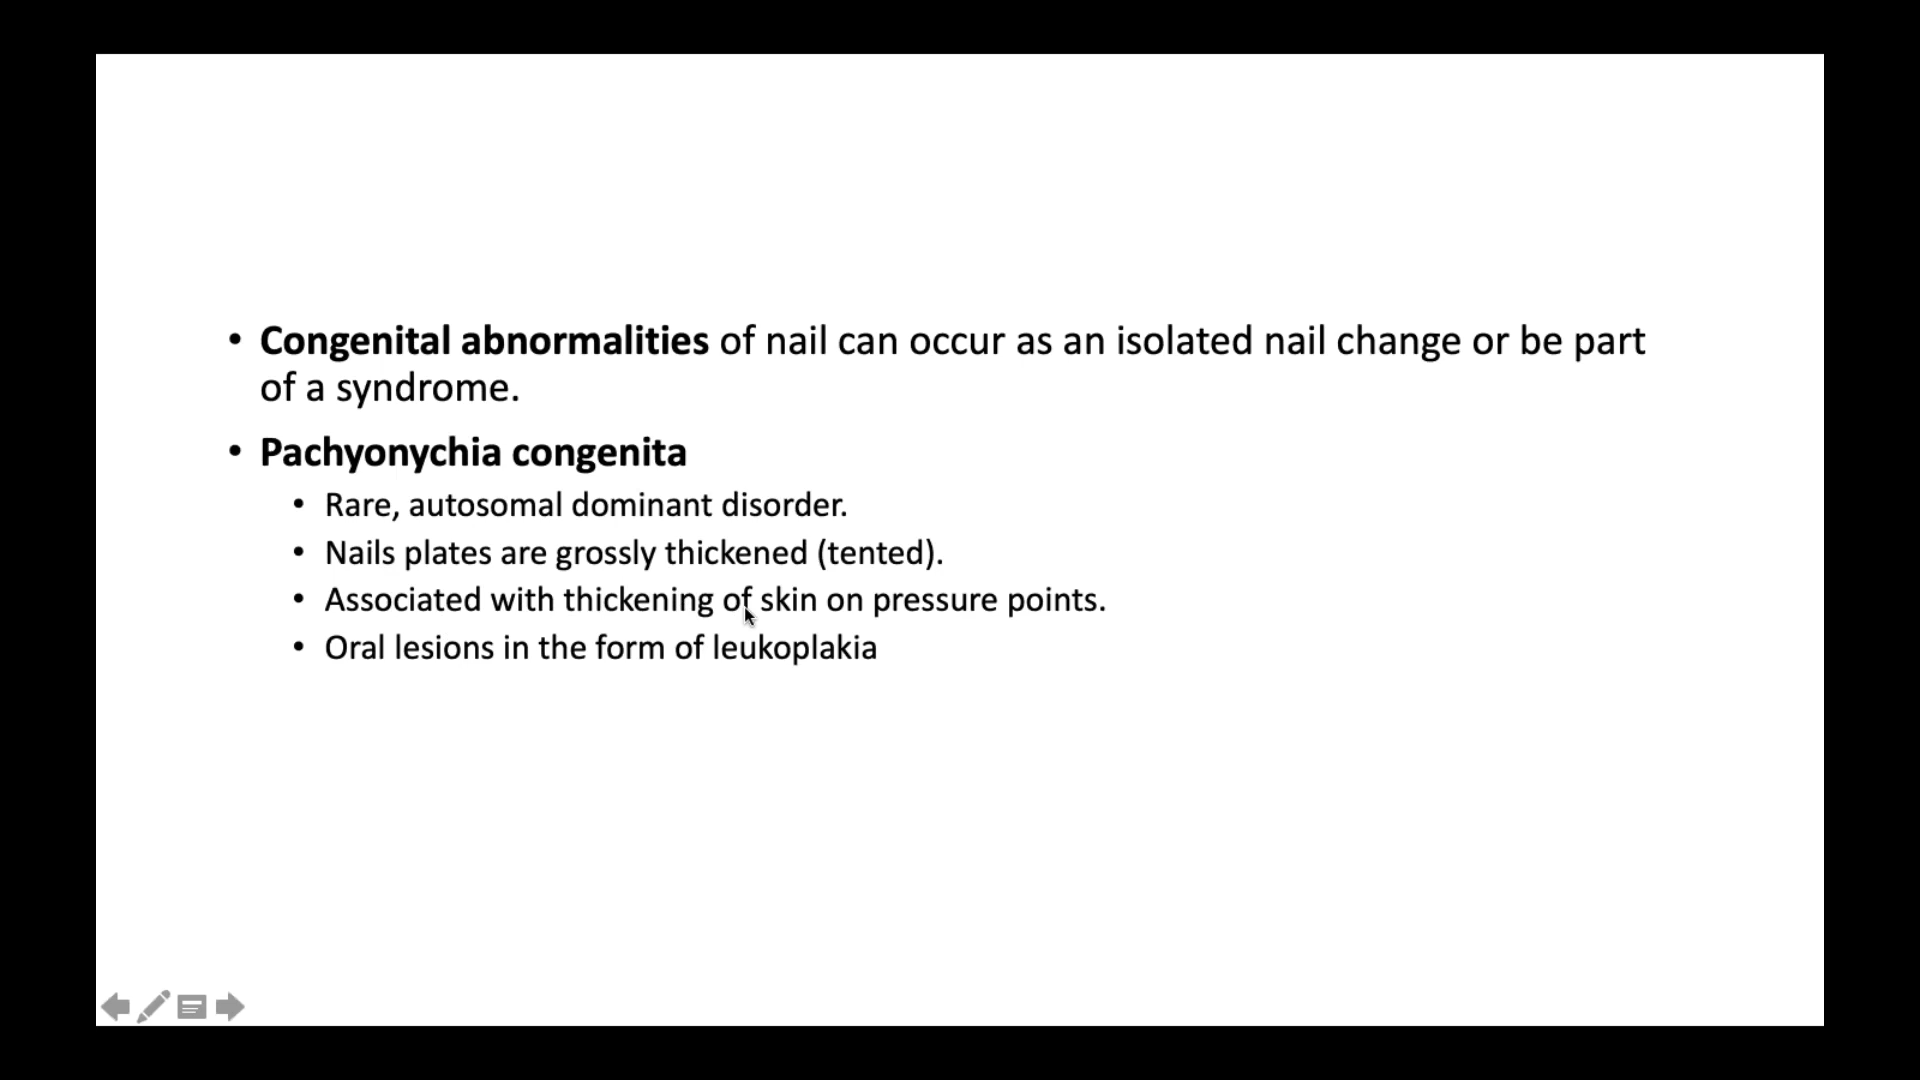 • Congenital abnormalities of nail can occur as an isolated nail change or be part
of a syndrome.
• Pachyonychia congenita
• Rare, autosomal dominant disorder.
• Nails plates are grossly thickened (tented).
• Associated with thickening of skin on pressure points.
• Oral lesions in the form of leukoplakia